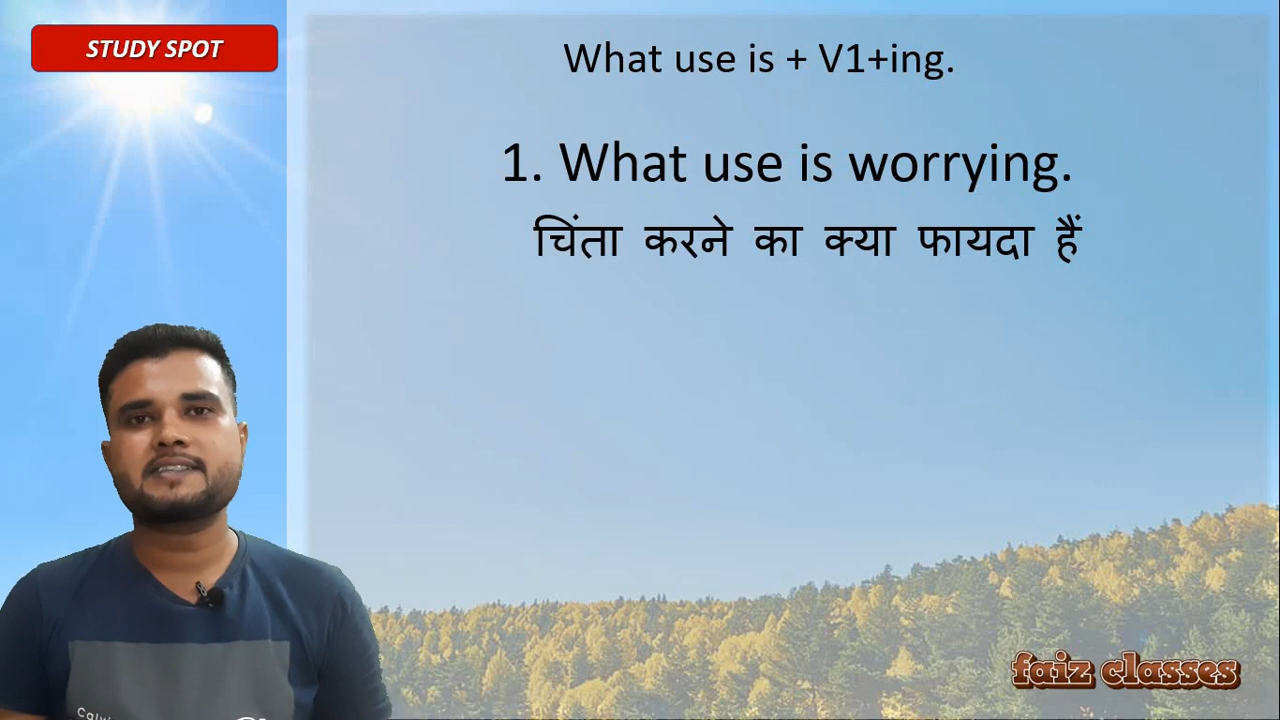 STUDY SPOT
What use is + V1+ing.
1. What use is worrying.
चिंता करने का क्या फायदा हैं
faiz classes